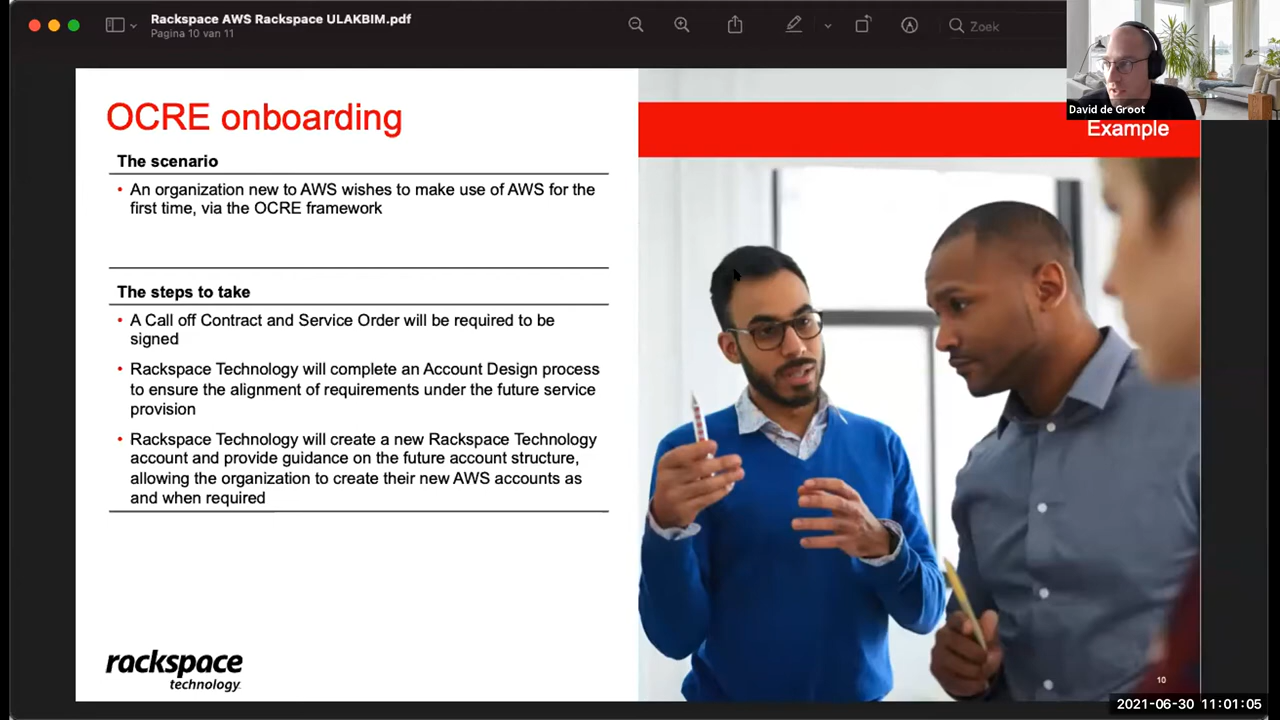 Rackspace AWS Rackspace ULAKBIM.pdf
Pagina 10 van 11
Zoek
David de Groot
OCRE onboarding
Example
The scenario
• An organization new to AWS wishes to make use of AWS for the
first time, via the OCRE framework
The steps to take
• A Call off Contract and Service Order will be required to be
signed
• Rackspace Technology will complete an Account Design process
to ensure the alignment of requirements under the future service
provision
• Rackspace Technology will create a new Rackspace Technology
account and provide guidance on the future account structure,
allowing the organization to create their new AWS accounts as
and when required
rackspace
technology
10
2021-06-30 11:01:05